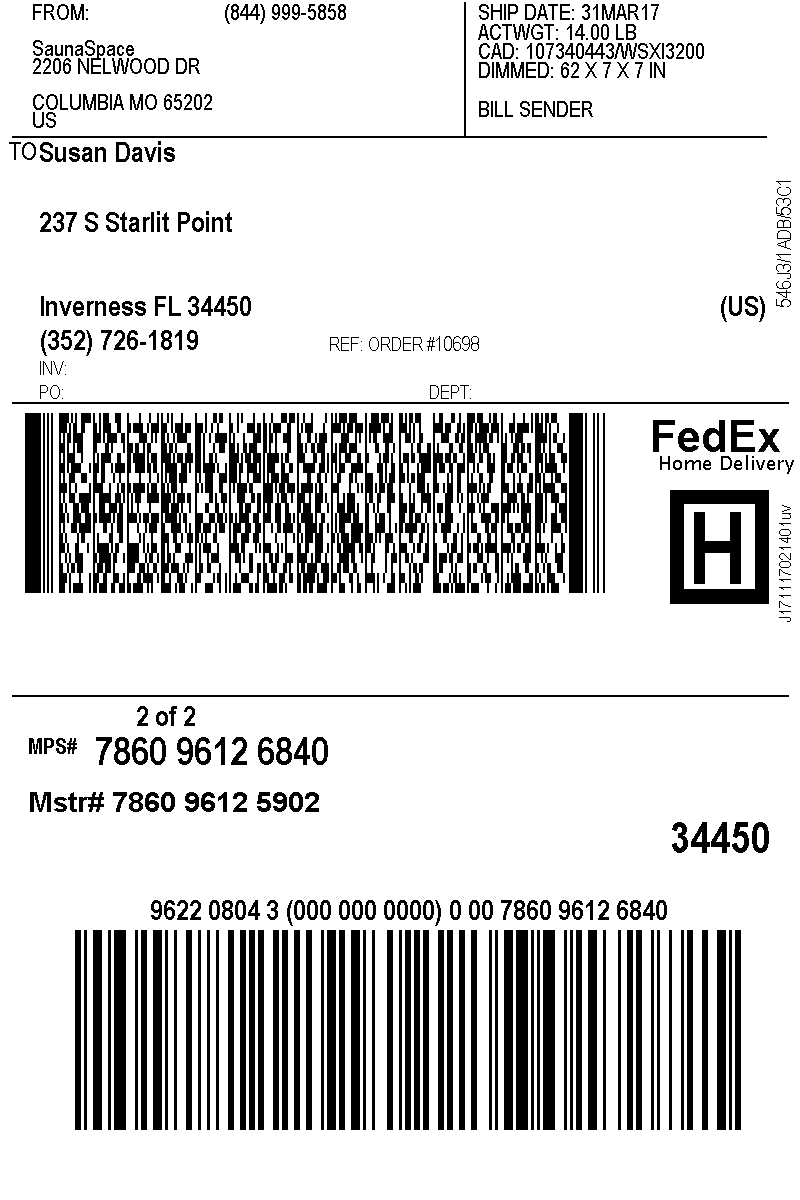 FROM: (844) 999-5858
SaunaSpace
2206 NELWOOD DR
COLUMBIA MO 65202
US
SHIP DATE: 31MAR17
ACTWGT: 14.00 LB
CAD: 107340443/WSXI3200
DIMMED: 62 X 7 X 7 IN
BILL SENDER
TO Susan Davis
237 S Starlit Point
Inverness FL 34450 (US)
(352) 726-1819 REF: ORDER #10698
INV:
PO: DEPT:
546J3/1ADB/53C1
FedEx
Home Delivery
H
J171117021401uv
2 of 2
MPS# 7860 9612 6840
Mstr# 7860 9612 5902
34450
9622 0804 3 (000 000 0000) 0 00 7860 9612 6840